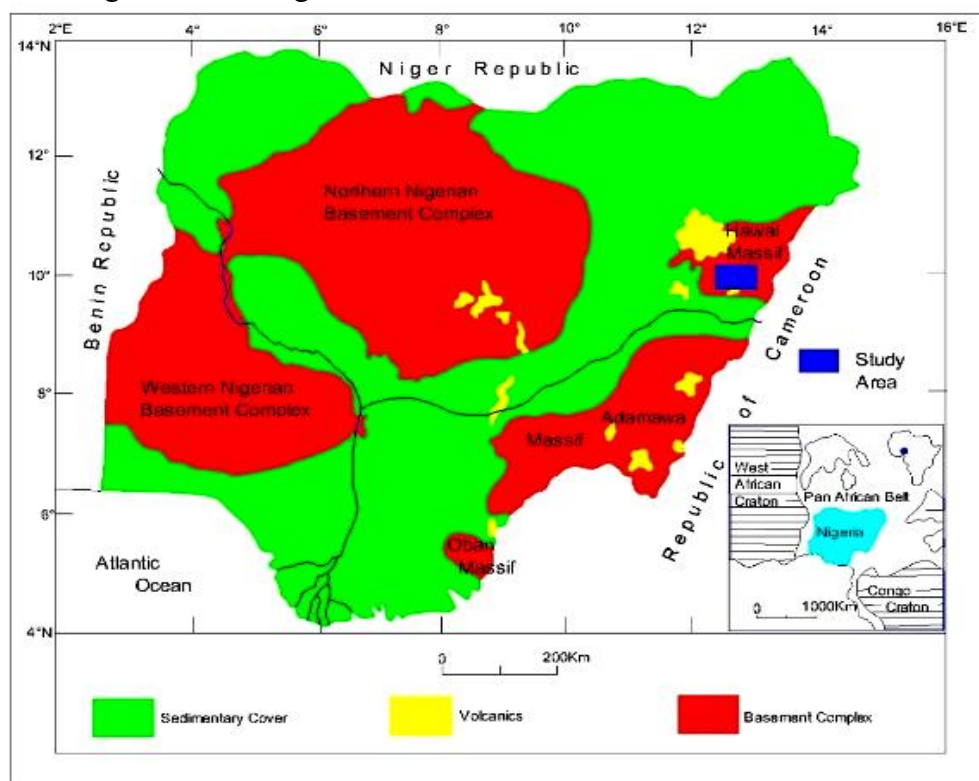 2°E 4° 6° 8° 10° 12° 14° 16°E
14°N
Niger Republic
12°
Northern Nigerian
Basement Complex
Hawal
Massif
Benin Republic
10°
Republic of Cameroon
Study
Area
Western Nigerian
Basement Complex
8°
Adamawa
Massif
West
African
Craton
Pan African Belt
Nigeria
6°
Oban
Massif
Atlantic
Ocean
Congo
Craton
0 1000Km
4°N
0 200Km
Sedimentary Cover
Volcanics
Basement Complex